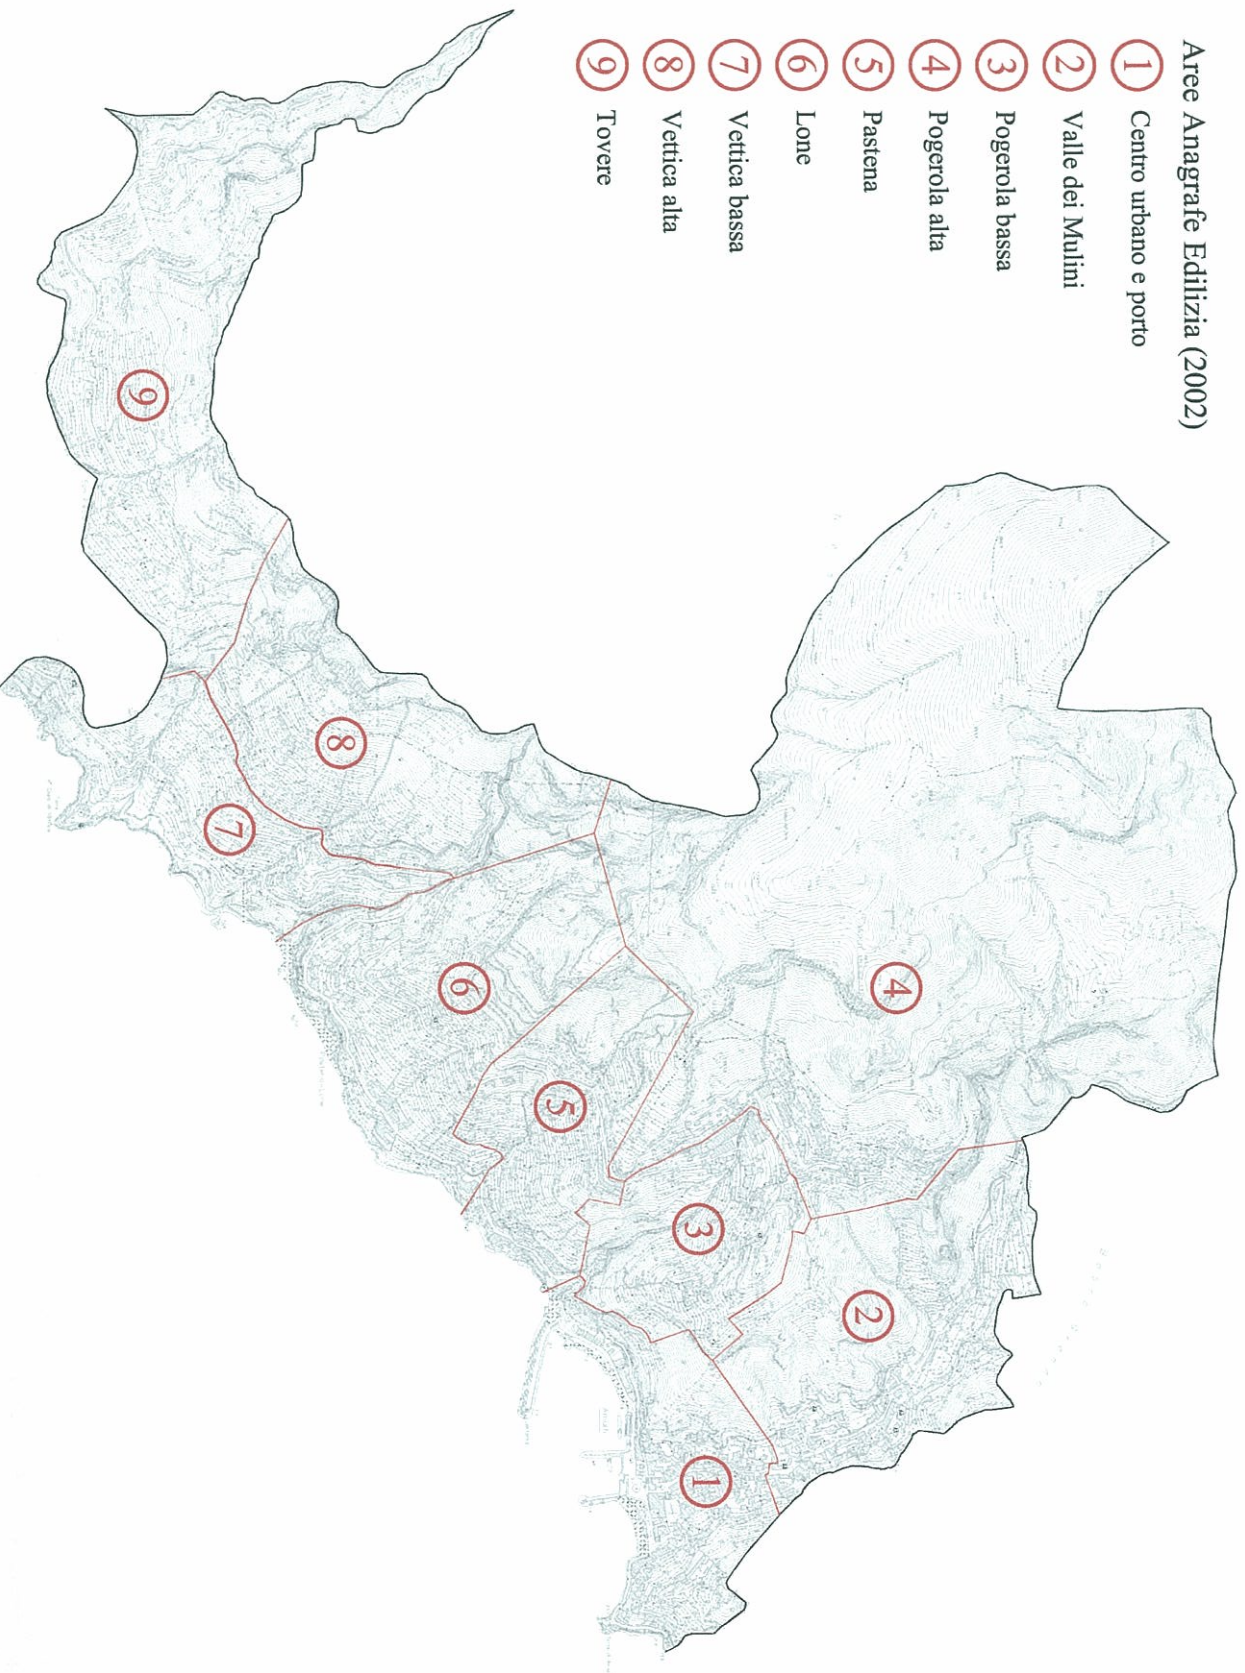 Aree Anagrafe Edilizia (2002)
1 Centro urbano e porto
2 Valle dei Mulini
3 Pogerola bassa
4 Pogerola alta
5 Pastena
6 Lone
7 Vettica bassa
8 Vettica alta
9 Tovere
9
8
7
6
5
4
3
2
1